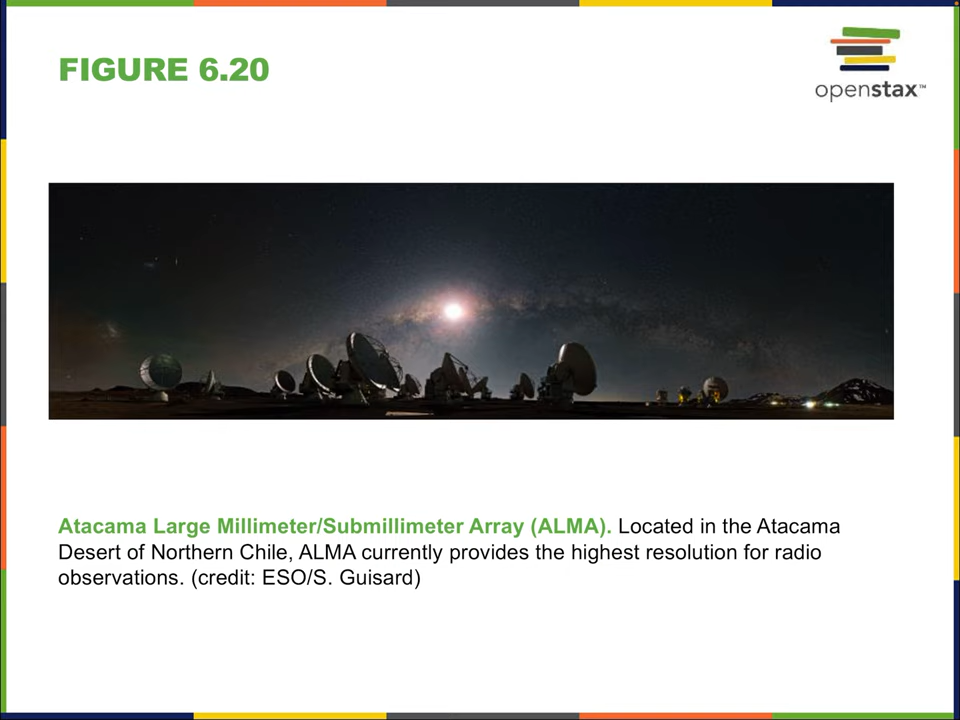 FIGURE 6.20
openstax™
Atacama Large Millimeter/Submillimeter Array (ALMA). Located in the Atacama
Desert of Northern Chile, ALMA currently provides the highest resolution for radio
observations. (credit: ESO/S. Guisard)